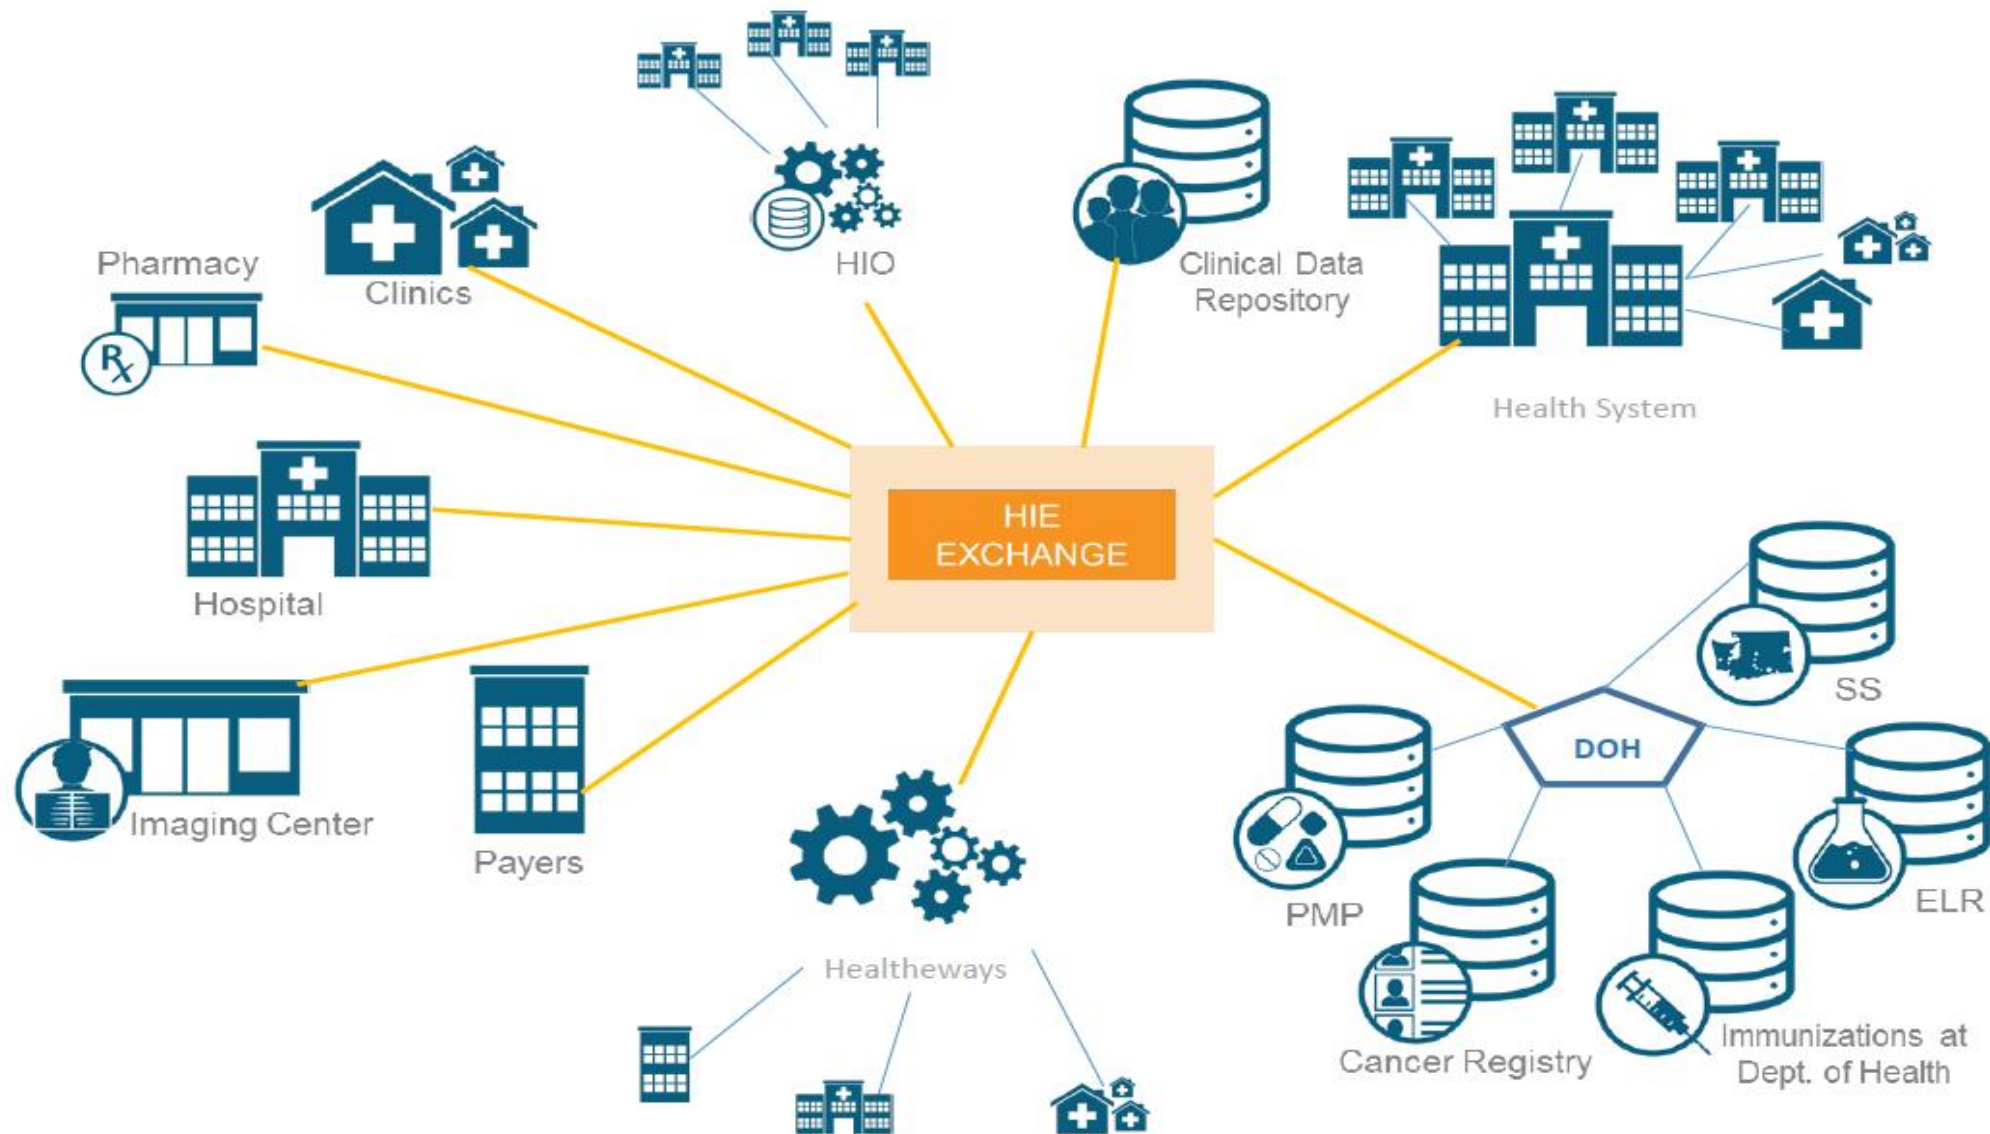 HIO
Clinical Data
Repository
Pharmacy
Clinics
Rx
Health System
HIE
EXCHANGE
Hospital
SS
DOH
Imaging Center
Payers
PMP
ELR
Healtheways
Cancer Registry
Immunizations at
Dept. of Health